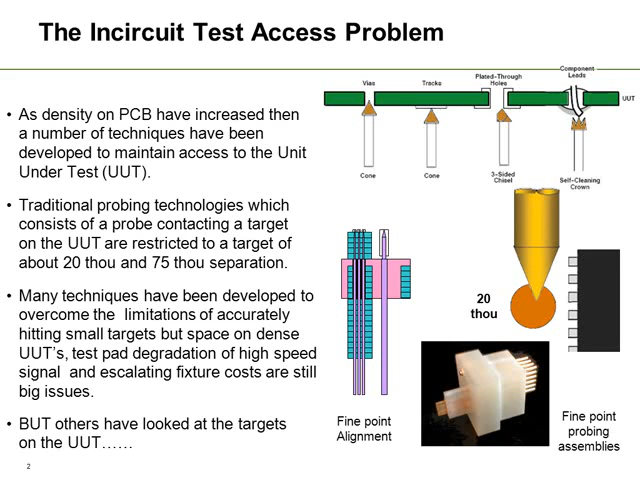 The Incircuit Test Access Problem
• As density on PCB have increased then
a number of techniques have been
developed to maintain access to the Unit
Under Test (UUT).
• Traditional probing technologies which
consists of a probe contacting a target
on the UUT are restricted to a target of
about 20 thou and 75 thou separation.
• Many techniques have been developed to
overcome the limitations of accurately
hitting small targets but space on dense
UUT's, test pad degradation of high speed
signal and escalating fixture costs are still
big issues.
• BUT others have looked at the targets
on the UUT……
Vias
Tracks
Plated–Through
Holes
Component
Leads
UUT
Cone
Cone
3–Sided
Chisel
Self–Cleaning
Crown
20
thou
Fine point
Alignment
Fine point
probing
assemblies
2